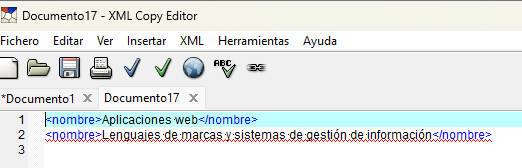 Documento17 - XML Copy Editor
Fichero Editar Ver Insertar XML Herramientas Ayuda
ABC
*Documento1 Documento17
1 <nombre>Aplicaciones web</nombre>
2 <nombre>Lenguajes de marcas y sistemas de gestión de información</nombre>
3